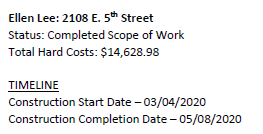 Ellen Lee: 2108 E. 5th Street
Status: Completed Scope of Work
Total Hard Costs: $14,628.98
TIMELINE
Construction Start Date – 03/04/2020
Construction Completion Date – 05/08/2020